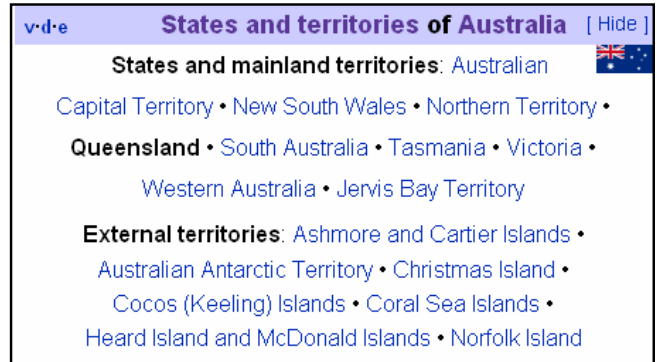 v·d·e States and territories of Australia [ Hide ]
States and mainland territories: Australian
Capital Territory • New South Wales • Northern Territory •
Queensland • South Australia • Tasmania • Victoria •
Western Australia • Jervis Bay Territory
External territories: Ashmore and Cartier Islands •
Australian Antarctic Territory • Christmas Island •
Cocos (Keeling) Islands • Coral Sea Islands •
Heard Island and McDonald Islands • Norfolk Island